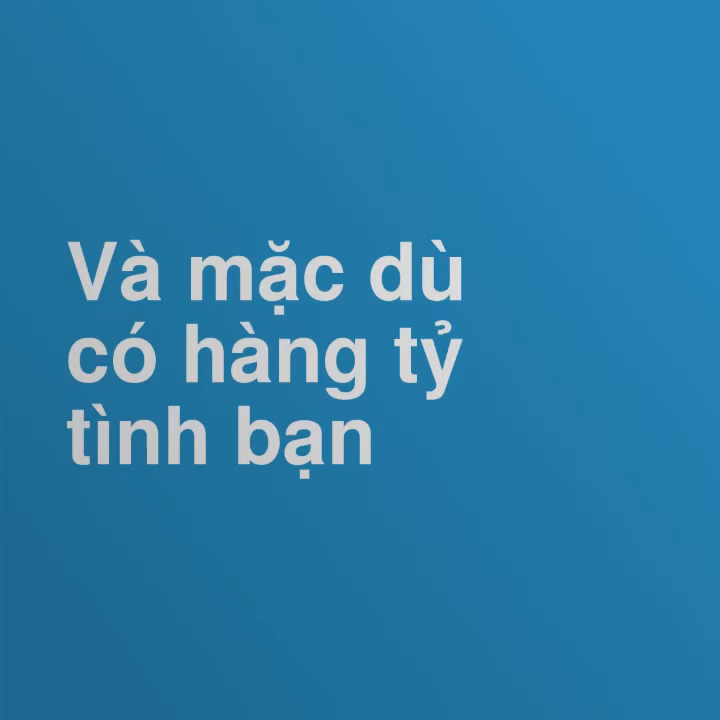 Và mặc dù
có hàng tỷ
tình bạn